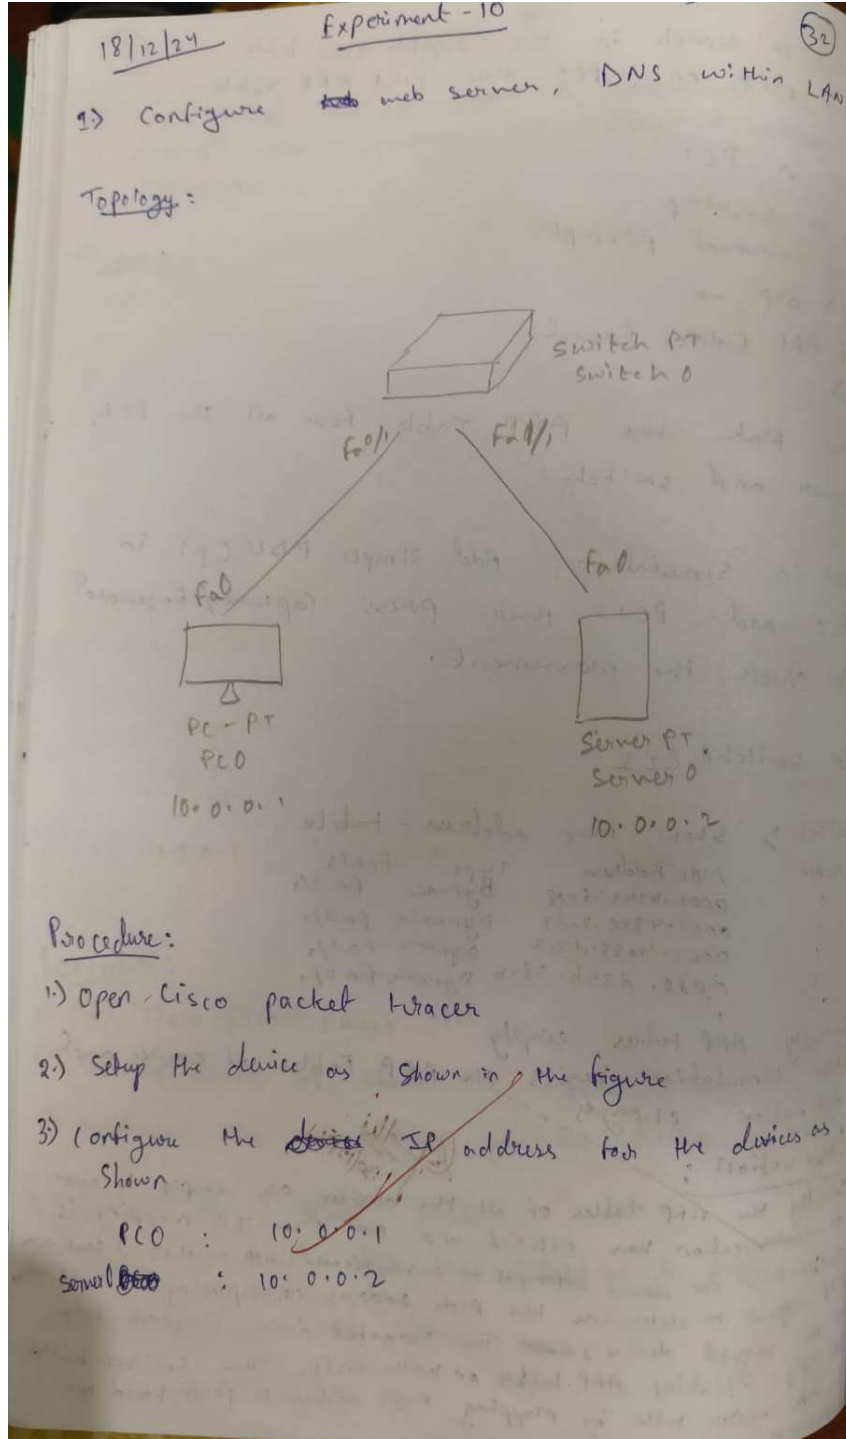 18/12/24
Experiment - 10
32
1.) Configure web server, DNS within LAN
Topology:
Switch PT
Switch 0
Fa0/1
Fa1/1
Fa0
Fa0
PC - PT
PC0
10.0.0.1
Server PT
Server 0
10.0.0.2
Procedure:
1.) Open Cisco packet tracer
2.) Setup the device as shown in the figure
3.) Configure the IP address for the devices as
shown.
PC0 : 10.0.0.1
Server0 : 10.0.0.2